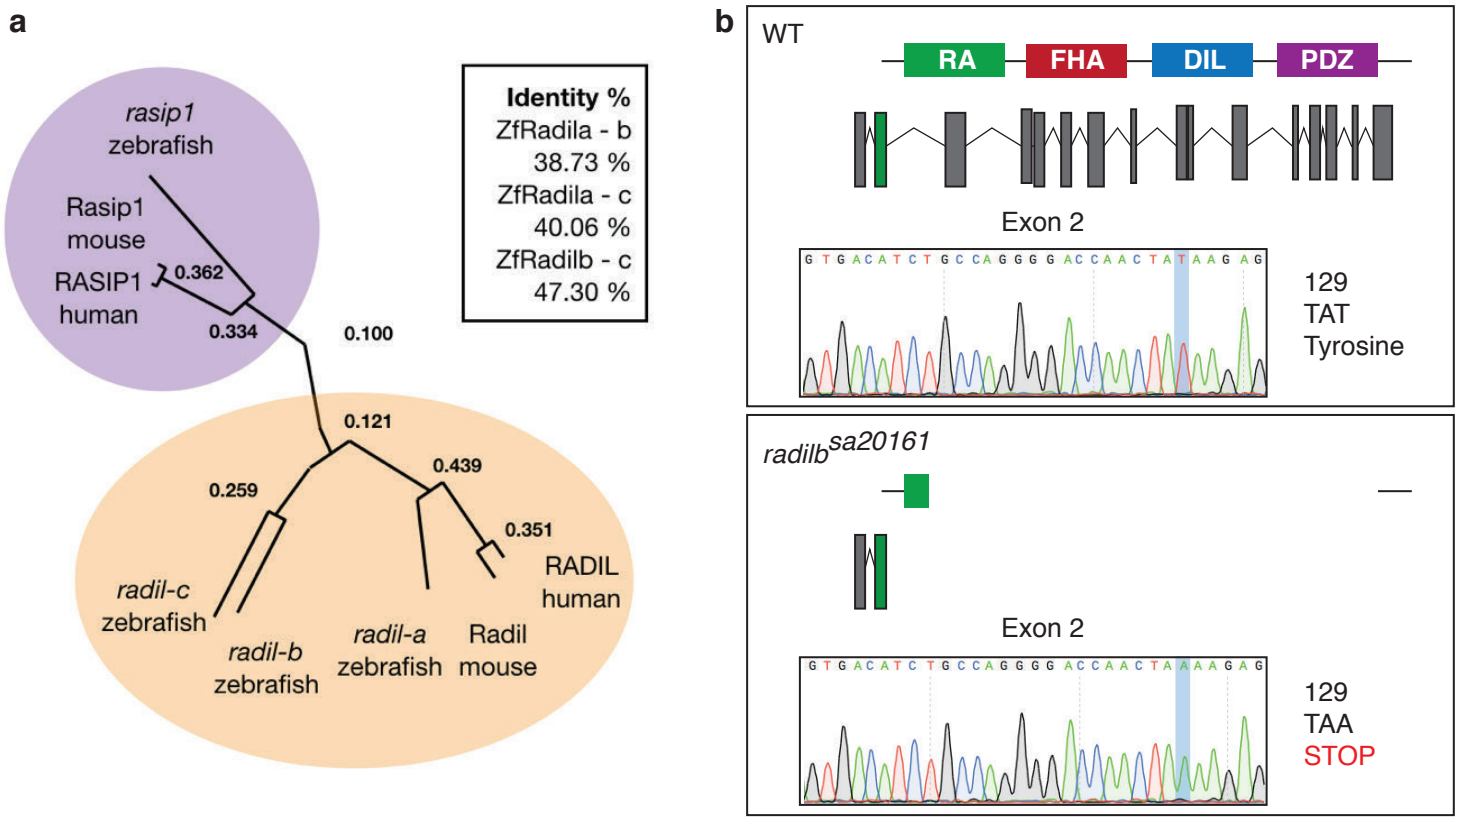 a
rasip1
zebrafish
Rasip1
mouse
RASIP1
human
0.362
0.334
0.100
Identity %
ZfRadila - b
38.73 %
ZfRadila - c
40.06 %
ZfRadilb - c
47.30 %
0.121
0.439
0.259
0.351
RADIL
human
radil-c
zebrafish
radil-b
zebrafish
radil-a
zebrafish
Radil
mouse
b
WT
RA FHA DIL PDZ
Exon 2
G T G A C A T C T G C C A G G G G A C C A A C T A T A A G A G
129
TAT
Tyrosine
radilb sa20161
Exon 2
G T G A C A T C T G C C A G G G G A C C A A C T A A A A G A G
129
TAA
STOP